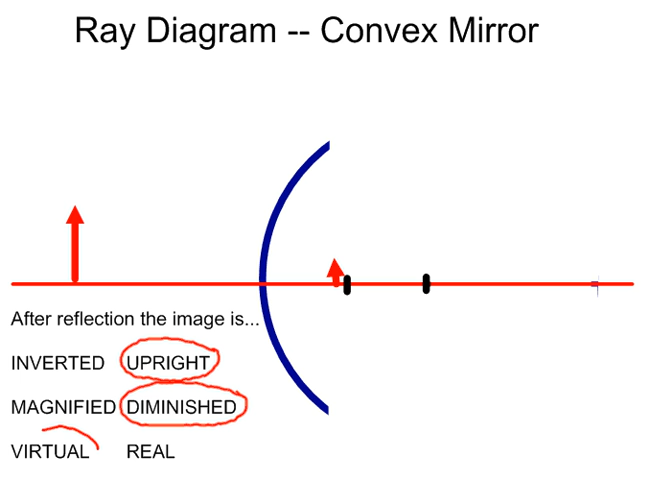 Ray Diagram -- Convex Mirror
After reflection the image is...
INVERTED UPRIGHT
MAGNIFIED DIMINISHED
VIRTUAL REAL